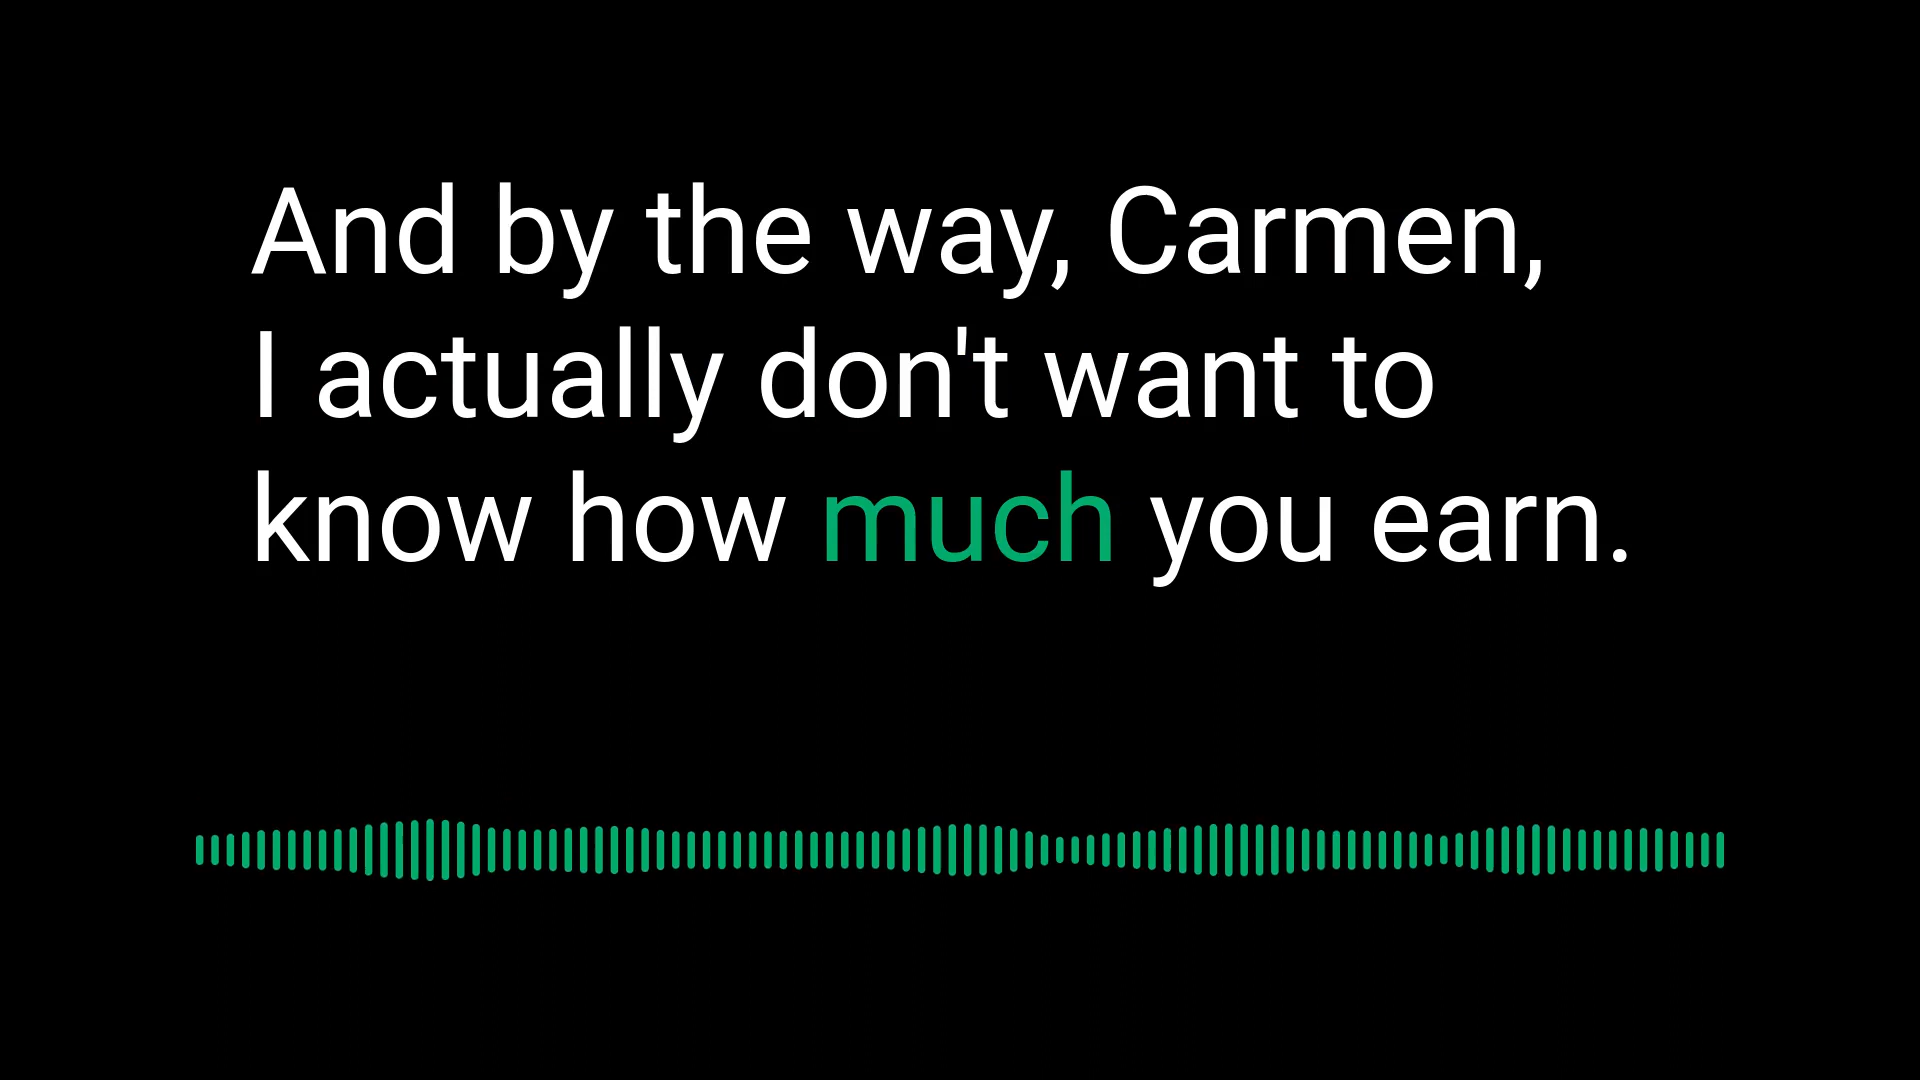 And by the way, Carmen,
I actually don't want to
know how much you earn.